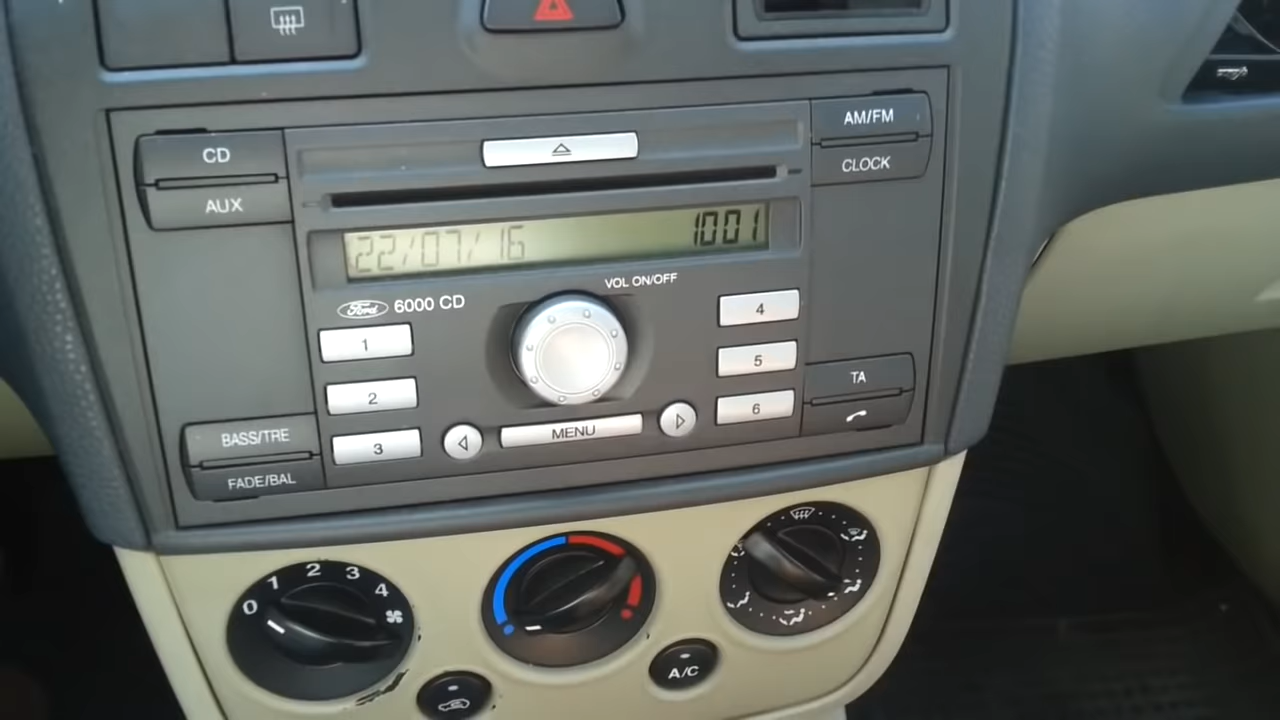 AM/FM
CD
CLOCK
AUX
22/07/16 1001
VOL ON/OFF
Ford 6000 CD
1
4
2
5
3
6
TA
MENU
BASS/TRE
FADE/BAL
0 1 2 3 4
A/C